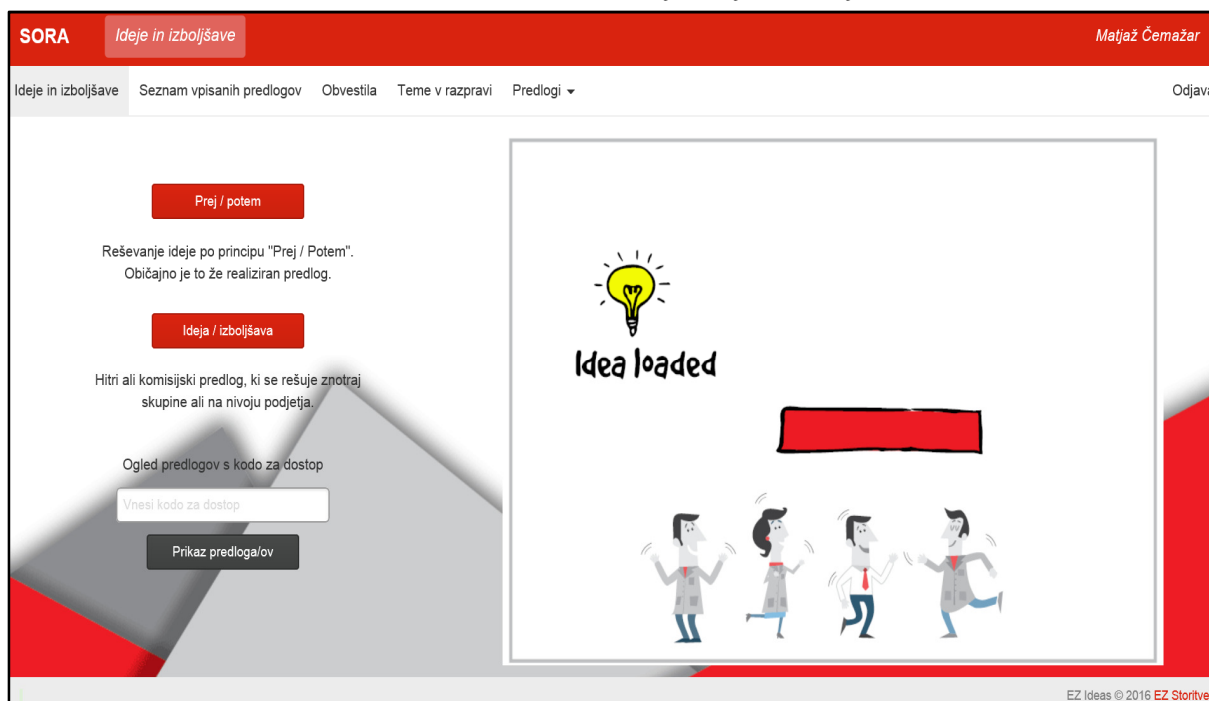 SORA Ideje in izboljšave Matjaž Čemažar
Ideje in izboljšave Seznam vpisanih predlogov Obvestila Teme v razpravi Predlogi Odjava
Prej / potem
Reševanje ideje po principu "Prej / Potem".
Običajno je to že realiziran predlog.
Ideja / izboljšava
Hitri ali komisijski predlog, ki se rešuje znotraj
skupine ali na nivoju podjetja.
Ogled predlogov s kodo za dostop
Vnesi kodo za dostop
Prikaz predloga/ov
Idea loaded
EZ Ideas © 2016 EZ Storitve